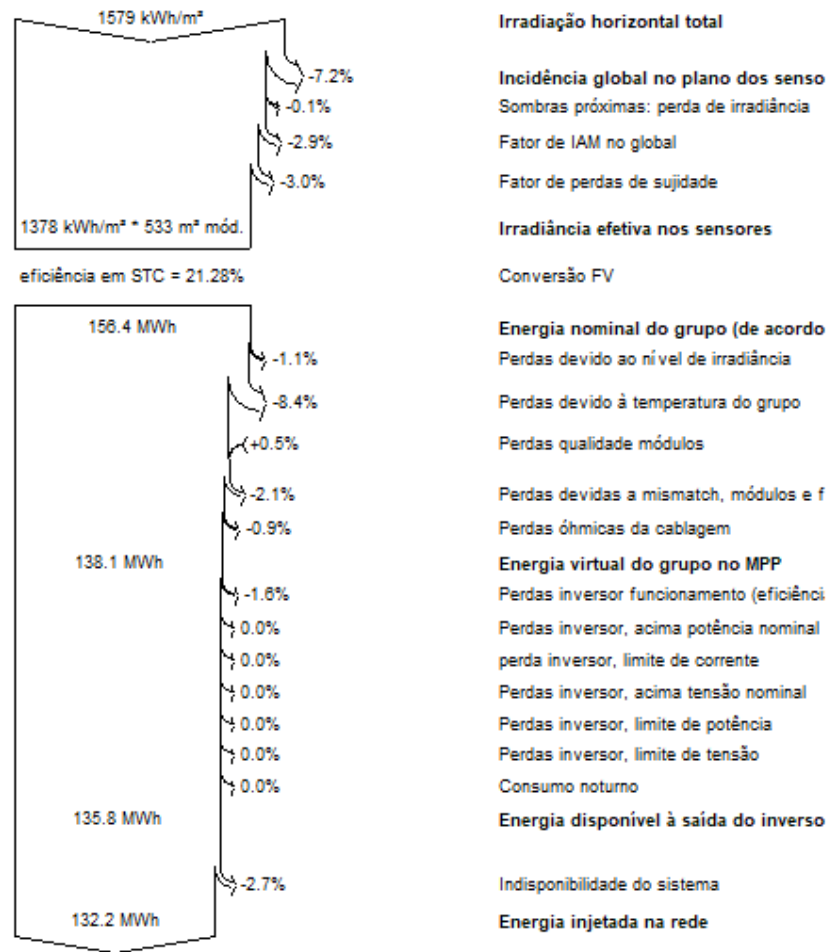 1579 kWh/m² Irradiação horizontal total
-7.2% Incidência global no plano dos senso
-0.1% Sombras próximas: perda de irradiância
-2.9% Fator de IAM no global
-3.0% Fator de perdas de sujidade
1378 kWh/m² * 533 m² mód. Irradiância efetiva nos sensores
eficiência em STC = 21.28% Conversão FV
156.4 MWh Energia nominal do grupo (de acordo
-1.1% Perdas devido ao nível de irradiância
-8.4% Perdas devido à temperatura do grupo
+0.5% Perdas qualidade módulos
-2.1% Perdas devidas a mismatch, módulos e f
-0.9% Perdas óhmicas da cablagem
138.1 MWh Energia virtual do grupo no MPP
-1.6% Perdas inversor funcionamento (eficiênci
0.0% Perdas inversor, acima potência nominal
0.0% perda inversor, limite de corrente
0.0% Perdas inversor, acima tensão nominal
0.0% Perdas inversor, limite de potência
0.0% Perdas inversor, limite de tensão
0.0% Consumo noturno
135.8 MWh Energia disponível à saída do inverso
-2.7% Indisponibilidade do sistema
132.2 MWh Energia injetada na rede